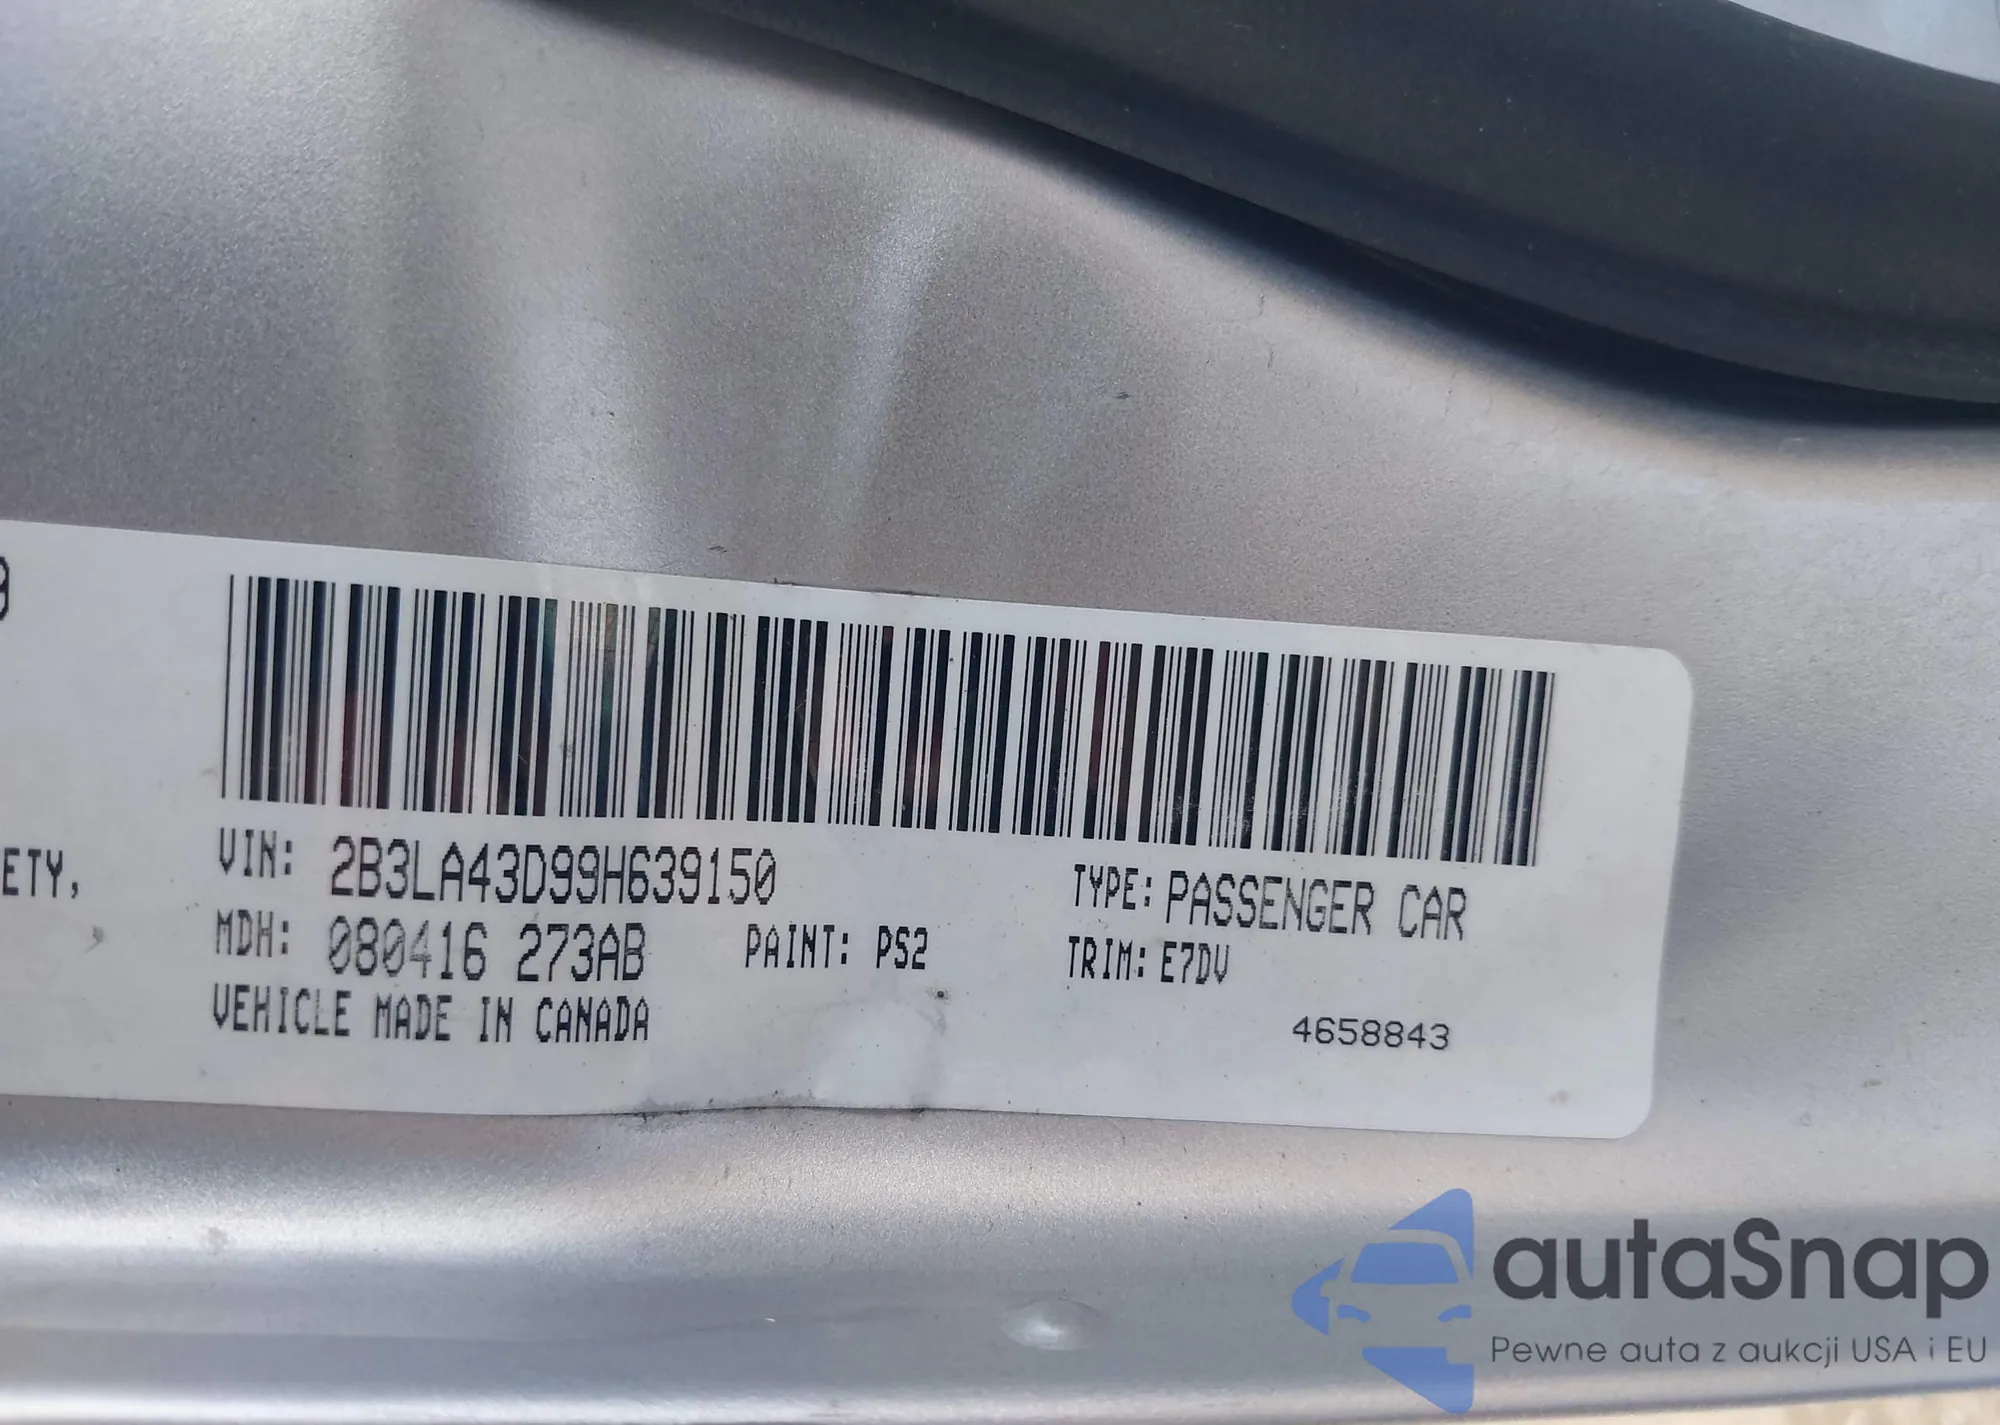 9
ETY,
VIN: 2B3LA43D99H639150
TYPE: PASSENGER CAR
MDH: 080416 273AB
PAINT: PS2
TRIM: E7DV
VEHICLE MADE IN CANADA
4658843
autaSnap
Pewne auta z aukcji USA i EU